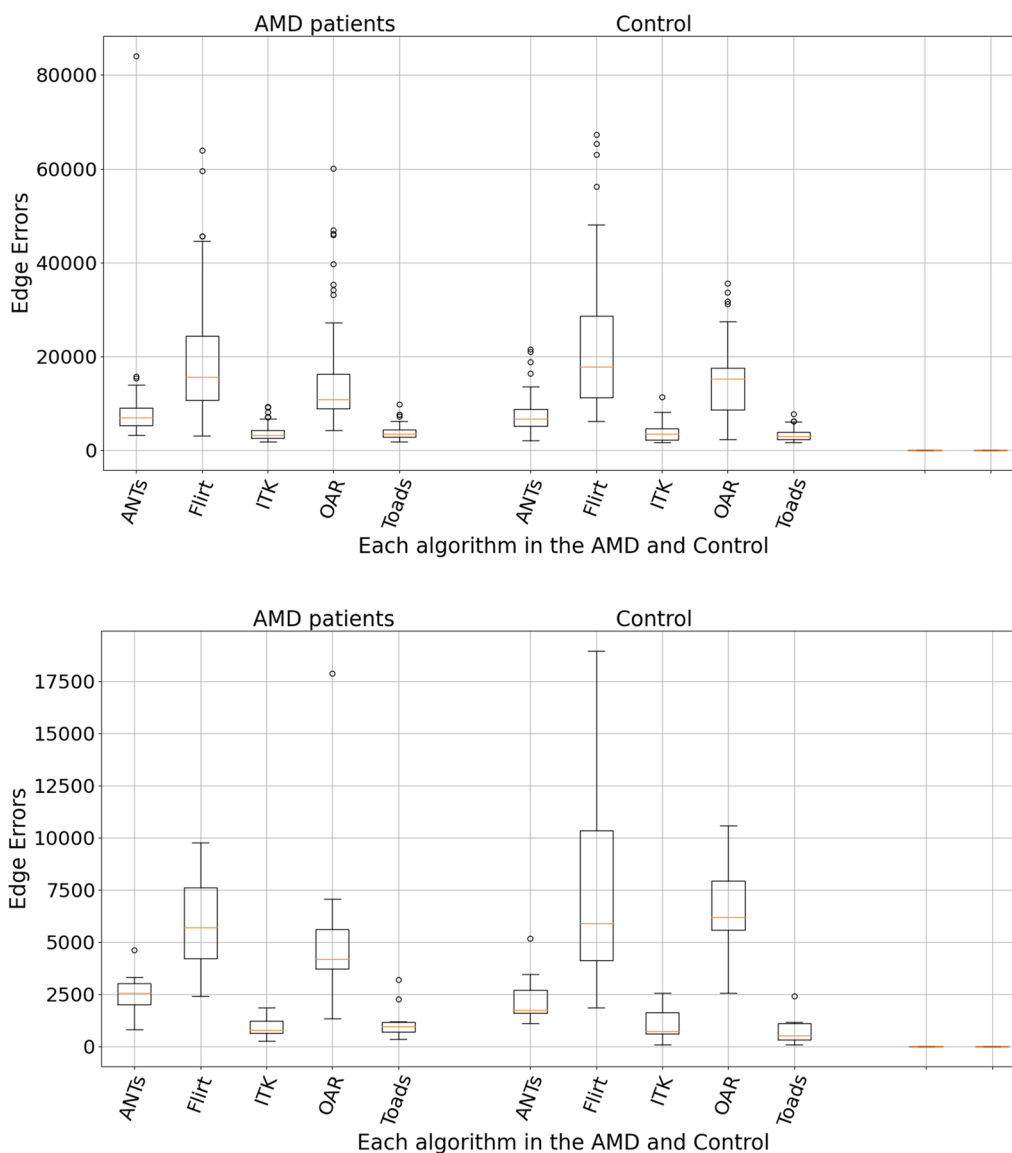 AMD patients Control
80000
60000
40000
20000
0
Edge Errors
ANTs Flirt ITK OAR Toads ANTs Flirt ITK OAR Toads
Each algorithm in the AMD and Control
AMD patients Control
17500
15000
12500
10000
7500
5000
2500
0
Edge Errors
ANTs Flirt ITK OAR Toads ANTs Flirt ITK OAR Toads
Each algorithm in the AMD and Control